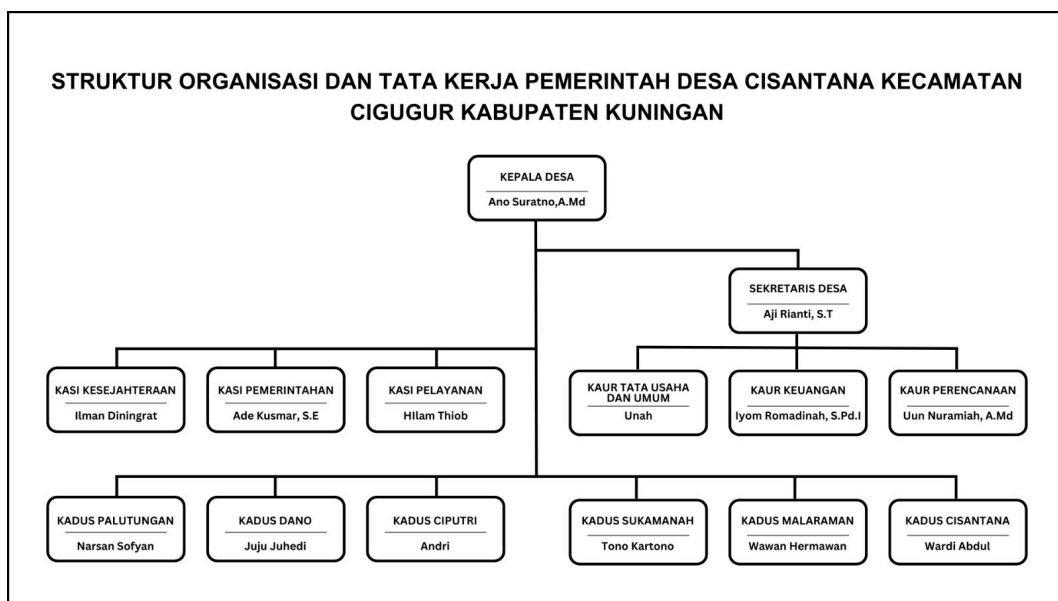 STRUKTUR ORGANISASI DAN TATA KERJA PEMERINTAH DESA CISANTANA KECAMATAN
CIGUGUR KABUPATEN KUNINGAN
KEPALA DESA
Ano Suratno,A.Md
SEKRETARIS DESA
Aji Rianti, S.T
KASI KESEJAHTERAAN
Ilman Diningrat
KASI PEMERINTAHAN
Ade Kusmar, S.E
KASI PELAYANAN
HIlam Thiob
KAUR TATA USAHA
DAN UMUM
Unah
KAUR KEUANGAN
Iyom Romadinah, S.Pd.I
KAUR PERENCANAAN
Uun Nuramiah, A.Md
KADUS PALUTUNGAN
Narsan Sofyan
KADUS DANO
Juju Juhedi
KADUS CIPUTRI
Andri
KADUS SUKAMANAH
Tono Kartono
KADUS MALARAMAN
Wawan Hermawan
KADUS CISANTANA
Wardi Abdul